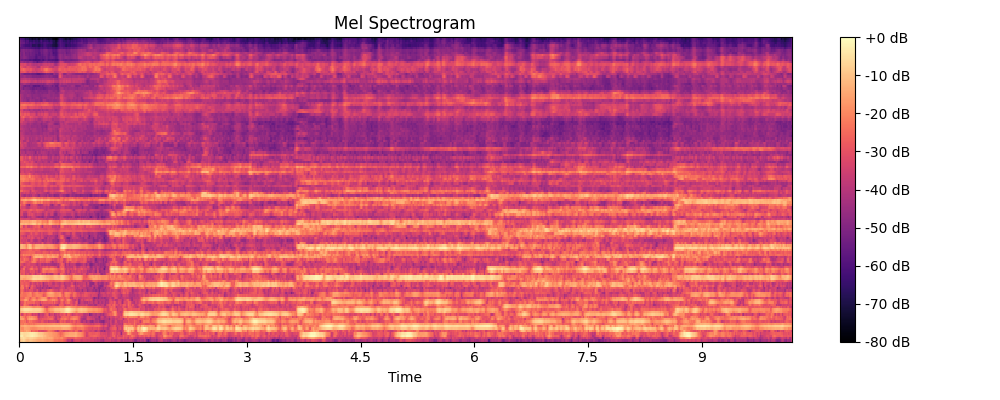 Mel Spectrogram
+0 dB
-10 dB
-20 dB
-30 dB
-40 dB
-50 dB
-60 dB
-70 dB
-80 dB
0 1.5 3 4.5 6 7.5 9
Time